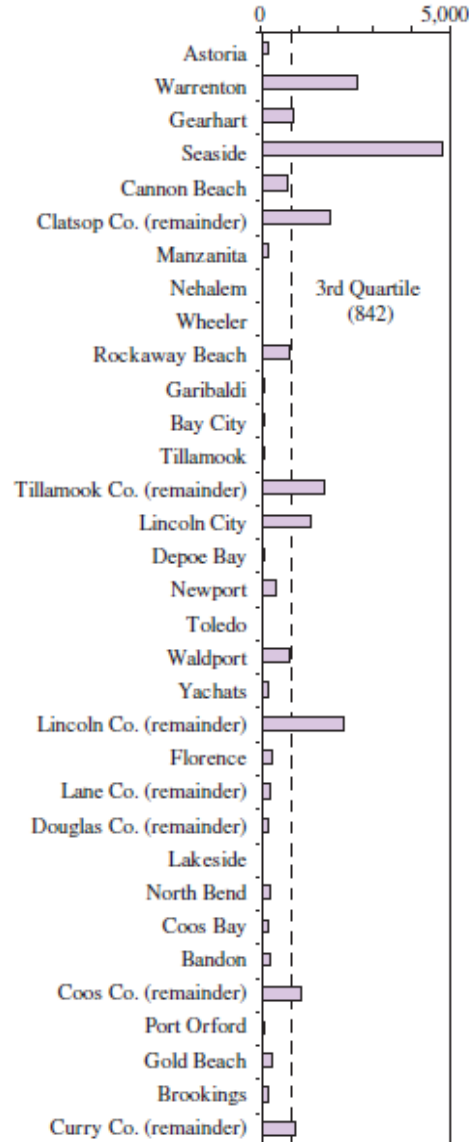 0 5,000
Astoria
Warrenton
Gearhart
Seaside
Cannon Beach
Clatsop Co. (remainder)
Manzanita
Nehalem
3rd Quartile
(842)
Wheeler
Rockaway Beach
Garibaldi
Bay City
Tillamook
Tillamook Co. (remainder)
Lincoln City
Depoe Bay
Newport
Toledo
Waldport
Yachats
Lincoln Co. (remainder)
Florence
Lane Co. (remainder)
Douglas Co. (remainder)
Lakeside
North Bend
Coos Bay
Bandon
Coos Co. (remainder)
Port Orford
Gold Beach
Brookings
Curry Co. (remainder)